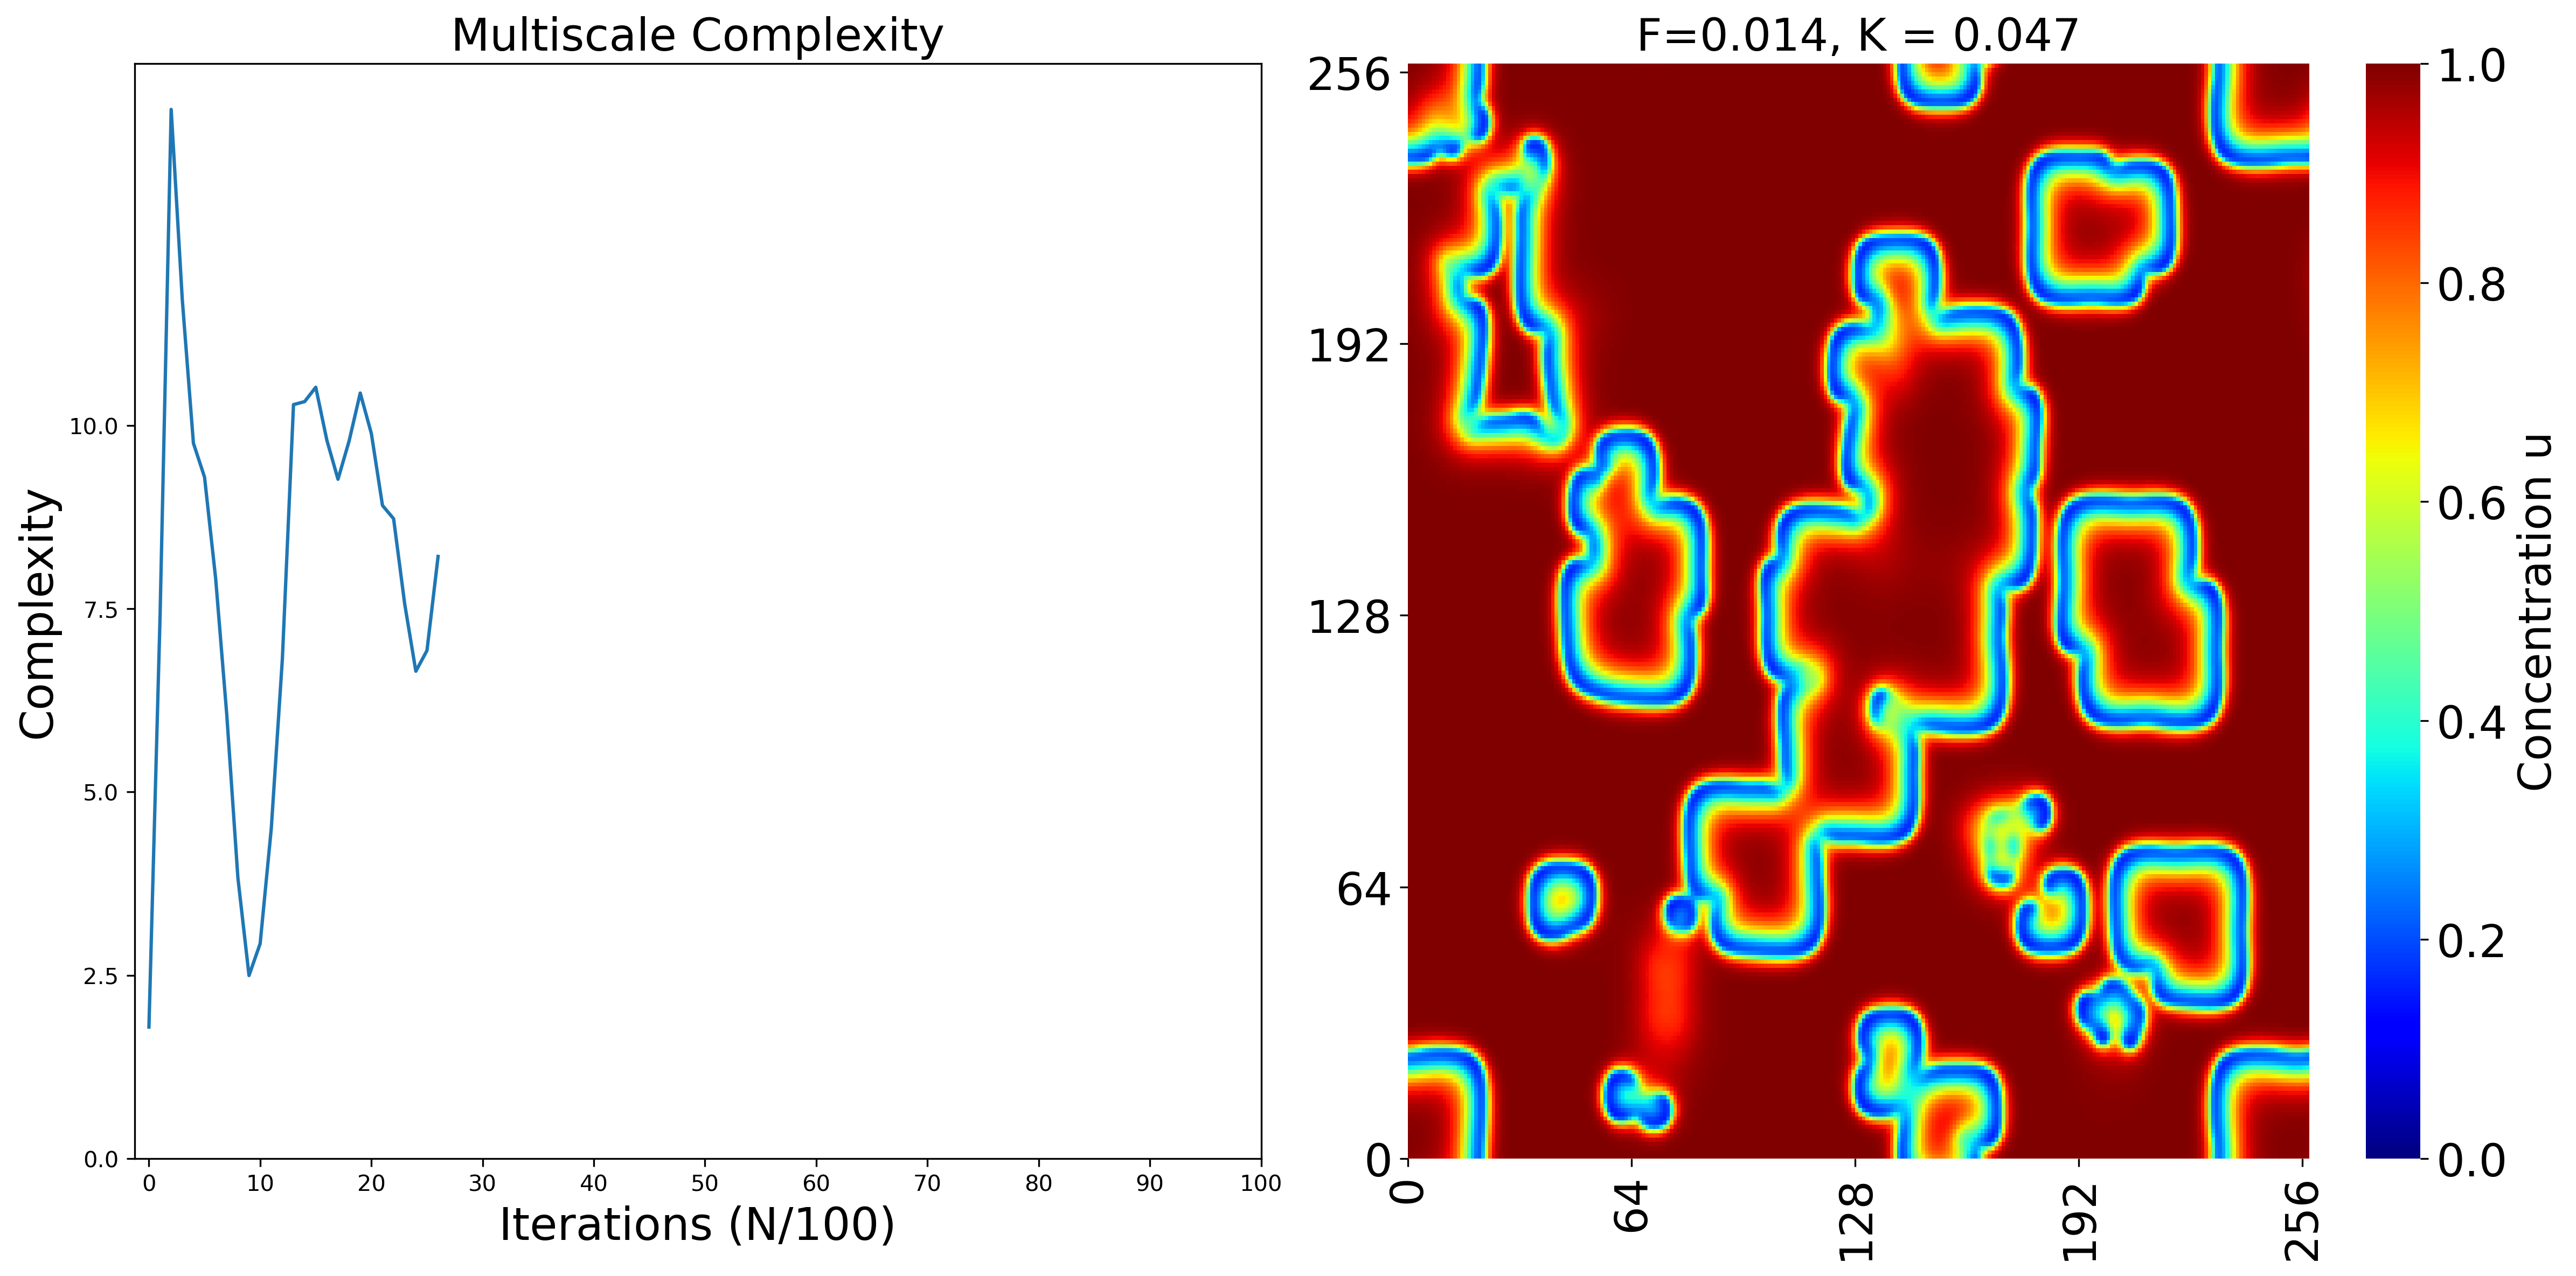 Multiscale Complexity
10.0
7.5
5.0
2.5
0.0
Complexity
0 10 20 30 40 50 60 70 80 90 100
Iterations (N/100)
F=0.014, K = 0.047
256
192
128
64
0
0 64 128 192 256
1.0
0.8
0.6
0.4
0.2
0.0
Concentration u